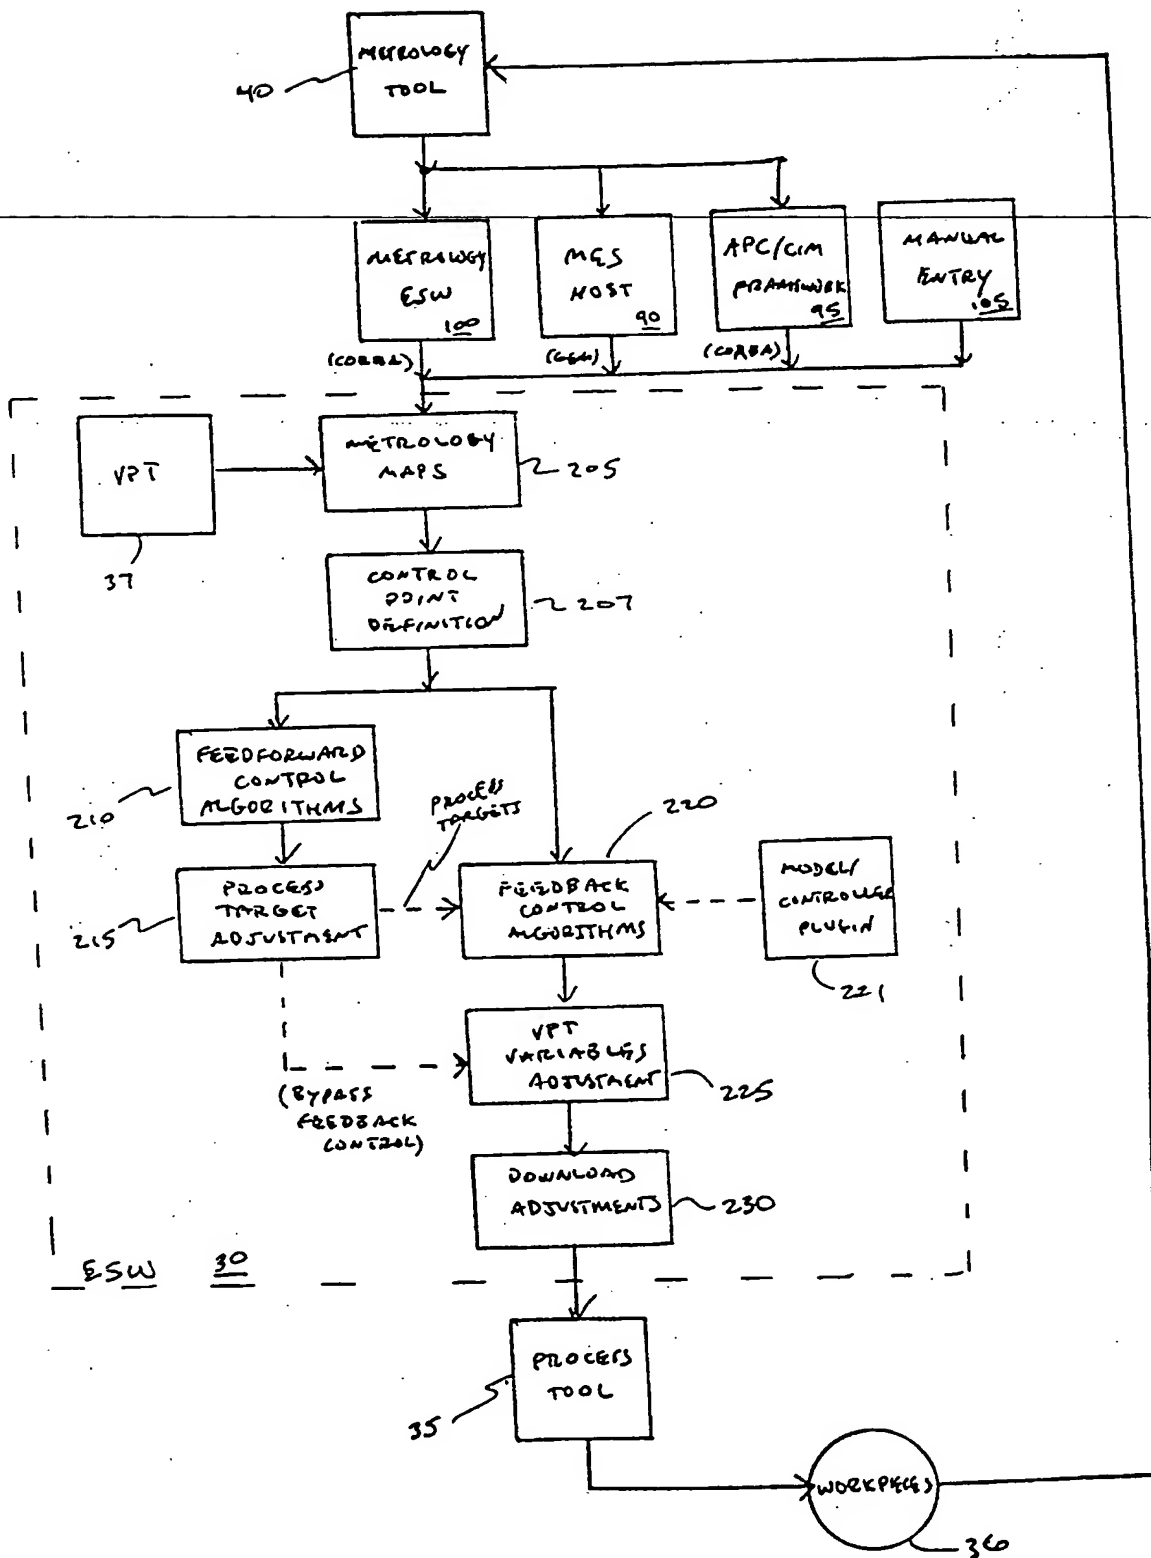 METROLOGY
TOOL
40
METROLOGY
ESW
100
MES
HOST
90
APC/CIM
FRAMEWORK
95
MANUAL
ENTRY
105
(CORBA)
(GEM)
(CORBA)
VPT
37
METROLOGY
MAPS
205
CONTROL
POINT
DEFINITION
207
FEEDFORWARD
CONTROL
ALGORITHMS
210
PROCESS
TARGETS
220
PROCESS
TARGET
ADJUSTMENT
215
FEEDBACK
CONTROL
ALGORITHMS
MODEL/
CONTROLLER
PLUGIN
221
VPT
VARIABLES
ADJUSTMENT
225
(BYPASS
FEEDBACK
CONTROL)
DOWNLOAD
ADJUSTMENTS
230
ESW 30
PROCESS
TOOL
35
WORKPIECES
36